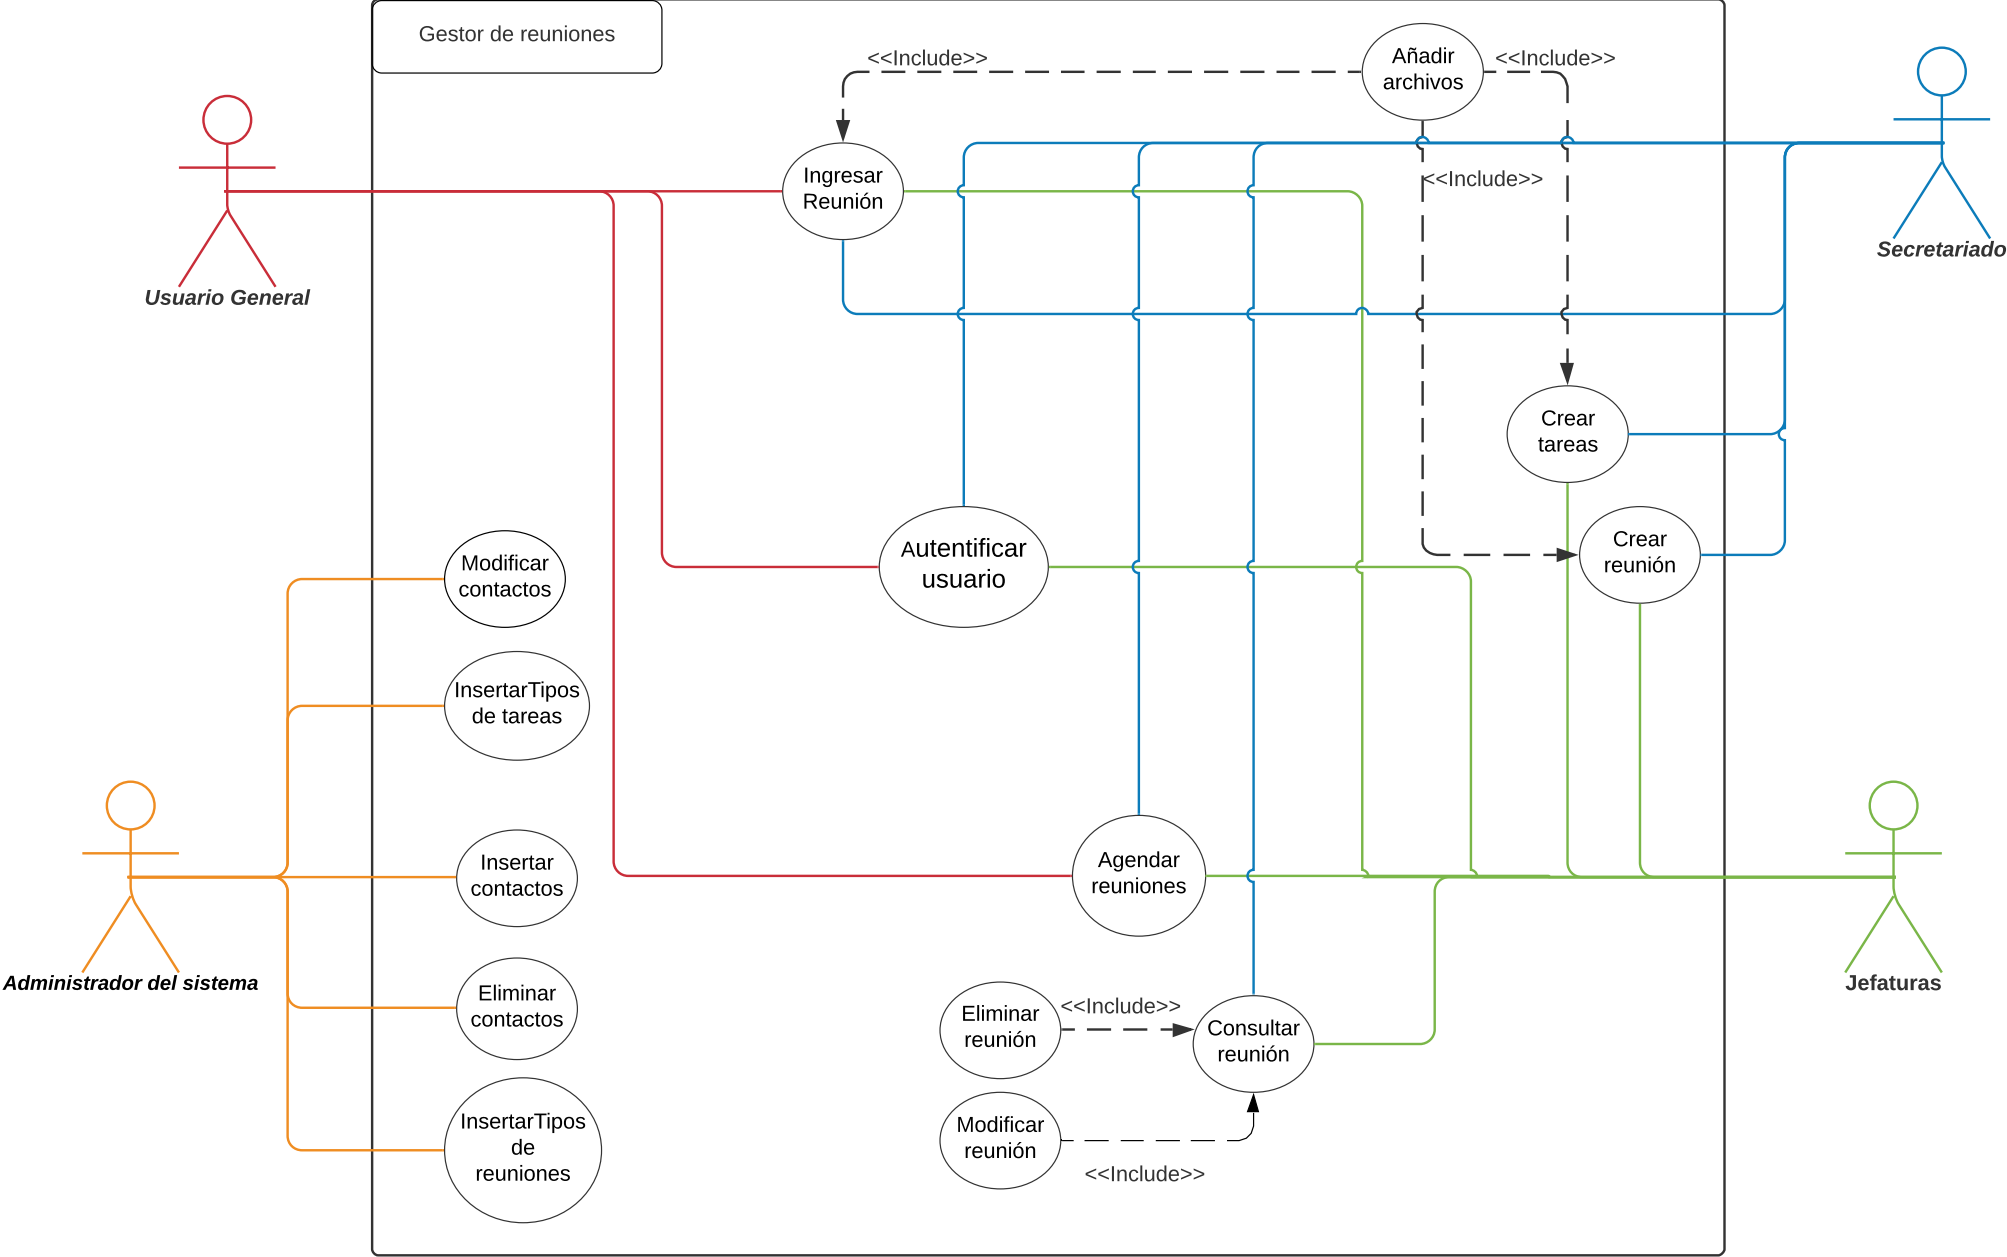 Gestor de reuniones
<<Include>>
Añadir
archivos
<<Include>>
Ingresar
Reunión
<<Include>>
Usuario General
Secretariado
Crear
tareas
Crear
reunión
Autentificar
usuario
Modificar
contactos
InsertarTipos
de tareas
Insertar
contactos
Agendar
reuniones
Administrador del sistema
Jefaturas
Eliminar
contactos
Eliminar
reunión
<<Include>>
Consultar
reunión
Modificar
reunión
<<Include>>
InsertarTipos
de
reuniones